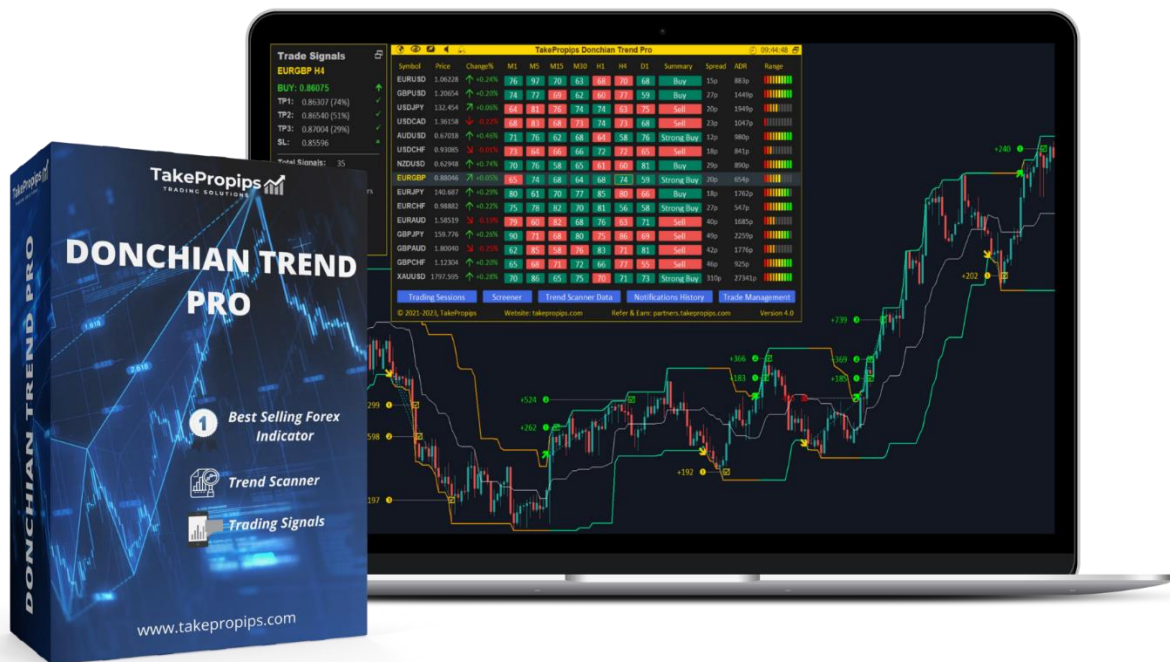 TakePropips
TRADING SOLUTIONS
DONCHIAN TREND
PRO
1
Best Selling Forex
Indicator
Trend Scanner
Trading Signals
www.takepropips.com
TakePropips
DONCHIAN TREND PRO
Trade Signals
EURGBP H4
BUY: 0.86075
TP1: 0.86307 (74%)
TP2: 0.86540 (51%)
TP3: 0.87004 (29%)
SL: 0.85596
Total Signals: 35
TakePropips Donchian Trend Pro 09:44:48
Symbol Price Change% M1 M5 M15 M30 H1 H4 D1 Summary Spread ADR Range
EURUSD 1.06228 +0.24% 76 97 70 63 68 70 68 Buy 15p 883p
GBPUSD 1.20654 +0.20% 74 77 69 62 60 77 59 Buy 27p 1449p
USDJPY 132.454 +0.06% 64 81 76 74 74 63 75 Sell 20p 1949p
USDCAD 1.36158 -0.22% 68 83 68 73 74 73 68 Sell 23p 1047p
AUDUSD 0.67018 +0.46% 71 76 62 68 64 58 76 Strong Buy 12p 980p
USDCHF 0.93085 -0.01% 73 64 66 66 72 72 65 Sell 18p 841p
NZDUSD 0.62948 +0.74% 70 76 58 65 61 60 81 Buy 29p 890p
EURGBP 0.88046 +0.05% 65 74 68 64 68 74 59 Strong Buy 20p 654p
EURJPY 140.687 +0.29% 80 61 70 77 85 80 66 Buy 18p 1762p
EURCHF 0.98882 +0.22% 75 78 82 70 81 56 58 Strong Buy 27p 547p
EURAUD 1.58519 -0.19% 79 60 82 68 76 63 71 Sell 40p 1685p
GBPJPY 159.776 +0.26% 90 71 68 80 75 86 69 Sell 49p 2259p
GBPAUD 1.80040 -0.25% 62 85 58 76 83 71 81 Sell 42p 1776p
GBPCHF 1.12304 +0.20% 65 68 71 72 66 77 55 Sell 46p 925p
XAUUSD 1797.595 +0.28% 70 86 65 75 70 71 73 Strong Buy 310p 27341p
Trading Sessions Screener Trend Scanner Data Notifications History Trade Management
© 2021-2023, TakePropips Website: takepropips.com Refer & Earn: partners.takepropips.com Version 4.0
+240
+202
+739
+366
+369
+183
+185
+524
+262
+192
299
598
197